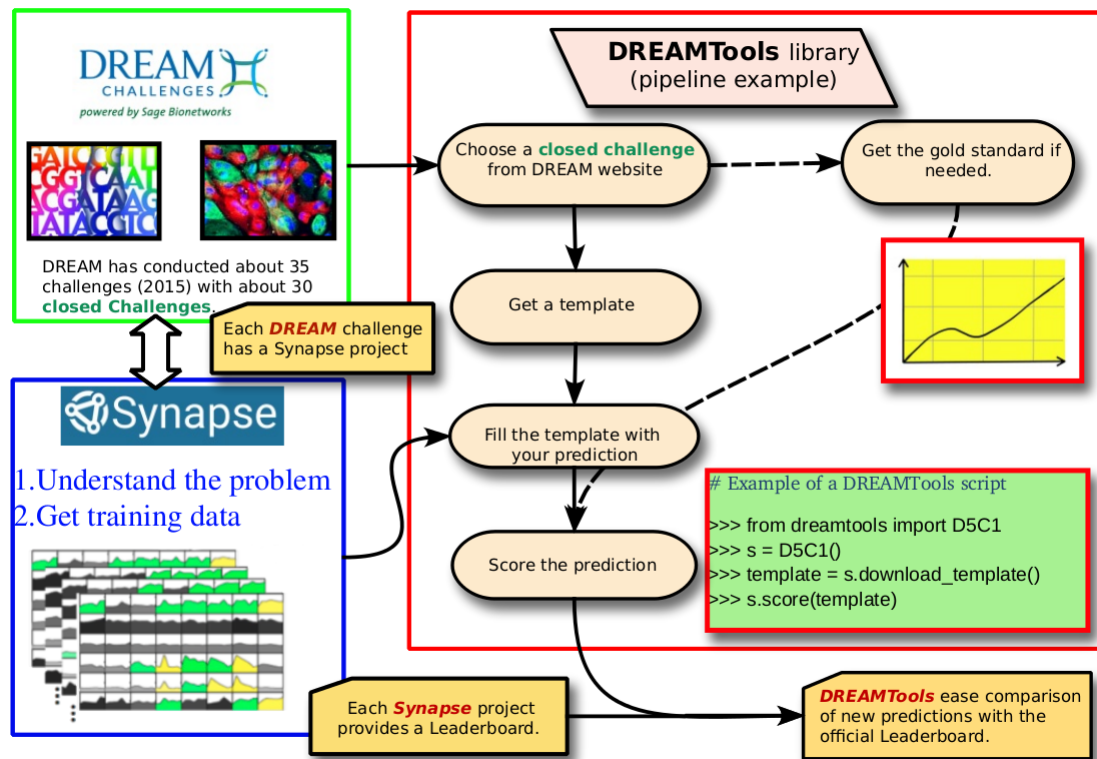 DREAM
CHALLENGES
powered by Sage Bionetworks
GATCCGTT
CGGTCAAT
ACGATAAG
TATACGTC
DREAM has conducted about 35
challenges (2015) with about 30
closed Challenges.
Each DREAM challenge
has a Synapse project
Synapse
1.Understand the problem
2.Get training data
Each Synapse project
provides a Leaderboard.
DREAMTools library
(pipeline example)
Choose a closed challenge
from DREAM website
Get the gold standard if
needed.
Get a template
Fill the template with
your prediction
Score the prediction
# Example of a DREAMTools script
>>> from dreamtools import D5C1
>>> s = D5C1()
>>> template = s.download_template()
>>> s.score(template)
DREAMTools ease comparison
of new predictions with the
official Leaderboard.